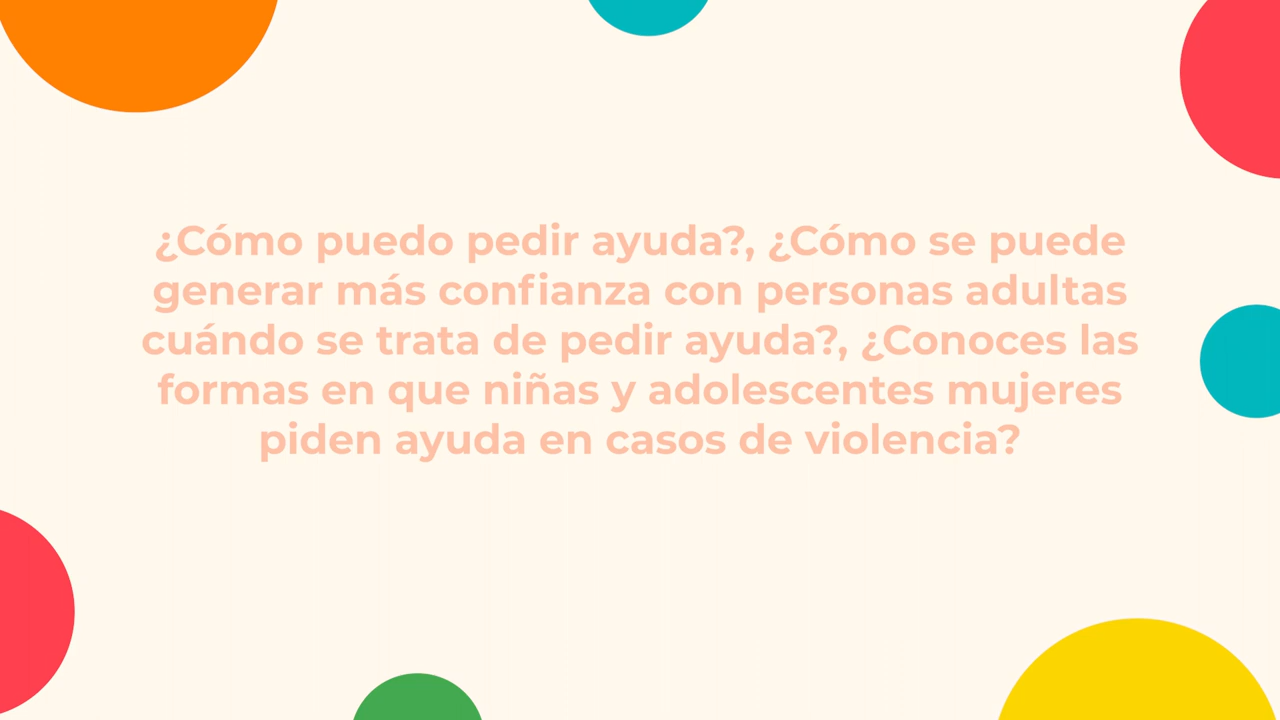 ¿Cómo puedo pedir ayuda?, ¿Cómo se puede
generar más confianza con personas adultas
cuándo se trata de pedir ayuda?, ¿Conoces las
formas en que niñas y adolescentes mujeres
piden ayuda en casos de violencia?